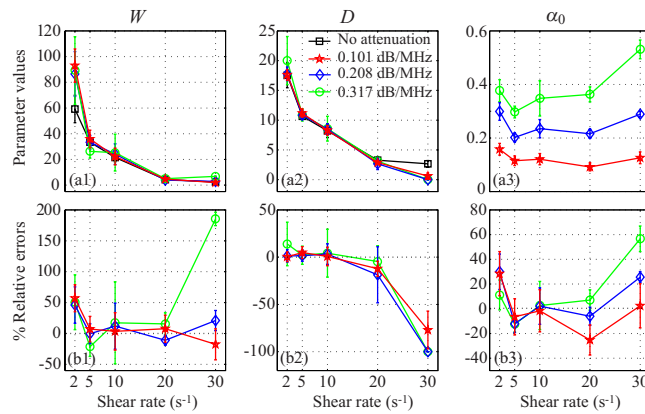 W
D
α0
Parameter values
120
100
80
60
40
20
0
(a1)
25
20
15
10
5
0
(a2)
No attenuation
0.101 dB/MHz
0.208 dB/MHz
0.317 dB/MHz
0.6
0.4
0.2
0
(a3)
% Relative errors
200
150
100
50
0
-50
(b1)
2 5 10 20 30
Shear rate (s-1)
50
0
-50
-100
(b2)
2 5 10 20 30
Shear rate (s-1)
80
60
40
20
0
-20
-40
(b3)
2 5 10 20 30
Shear rate (s-1)